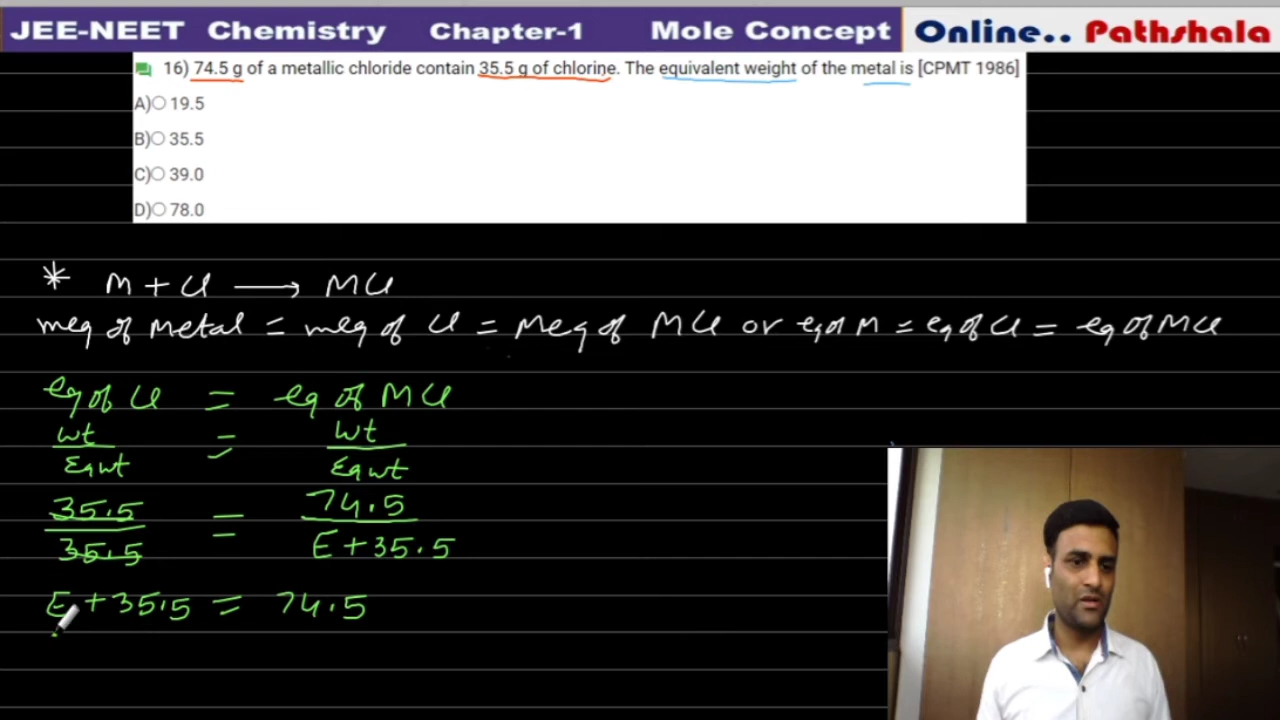 JEE-NEET Chemistry Chapter-1 Mole Concept Online.. Pathshala
16) 74.5 g of a metallic chloride contain 35.5 g of chlorine. The equivalent weight of the metal is [CPMT 1986]
A) 19.5
B) 35.5
C) 39.0
D) 78.0
* M + Cl ⟶ MCl
meq of Metal = meq of Cl = Meq of MCl or eq of M = eq of Cl = eq of MCl
eq of Cl = eq of MCl
Wt = Wt
Eqwt Eqwt
35.5 = 74.5
35.5 E+35.5
E+35.5 = 74.5